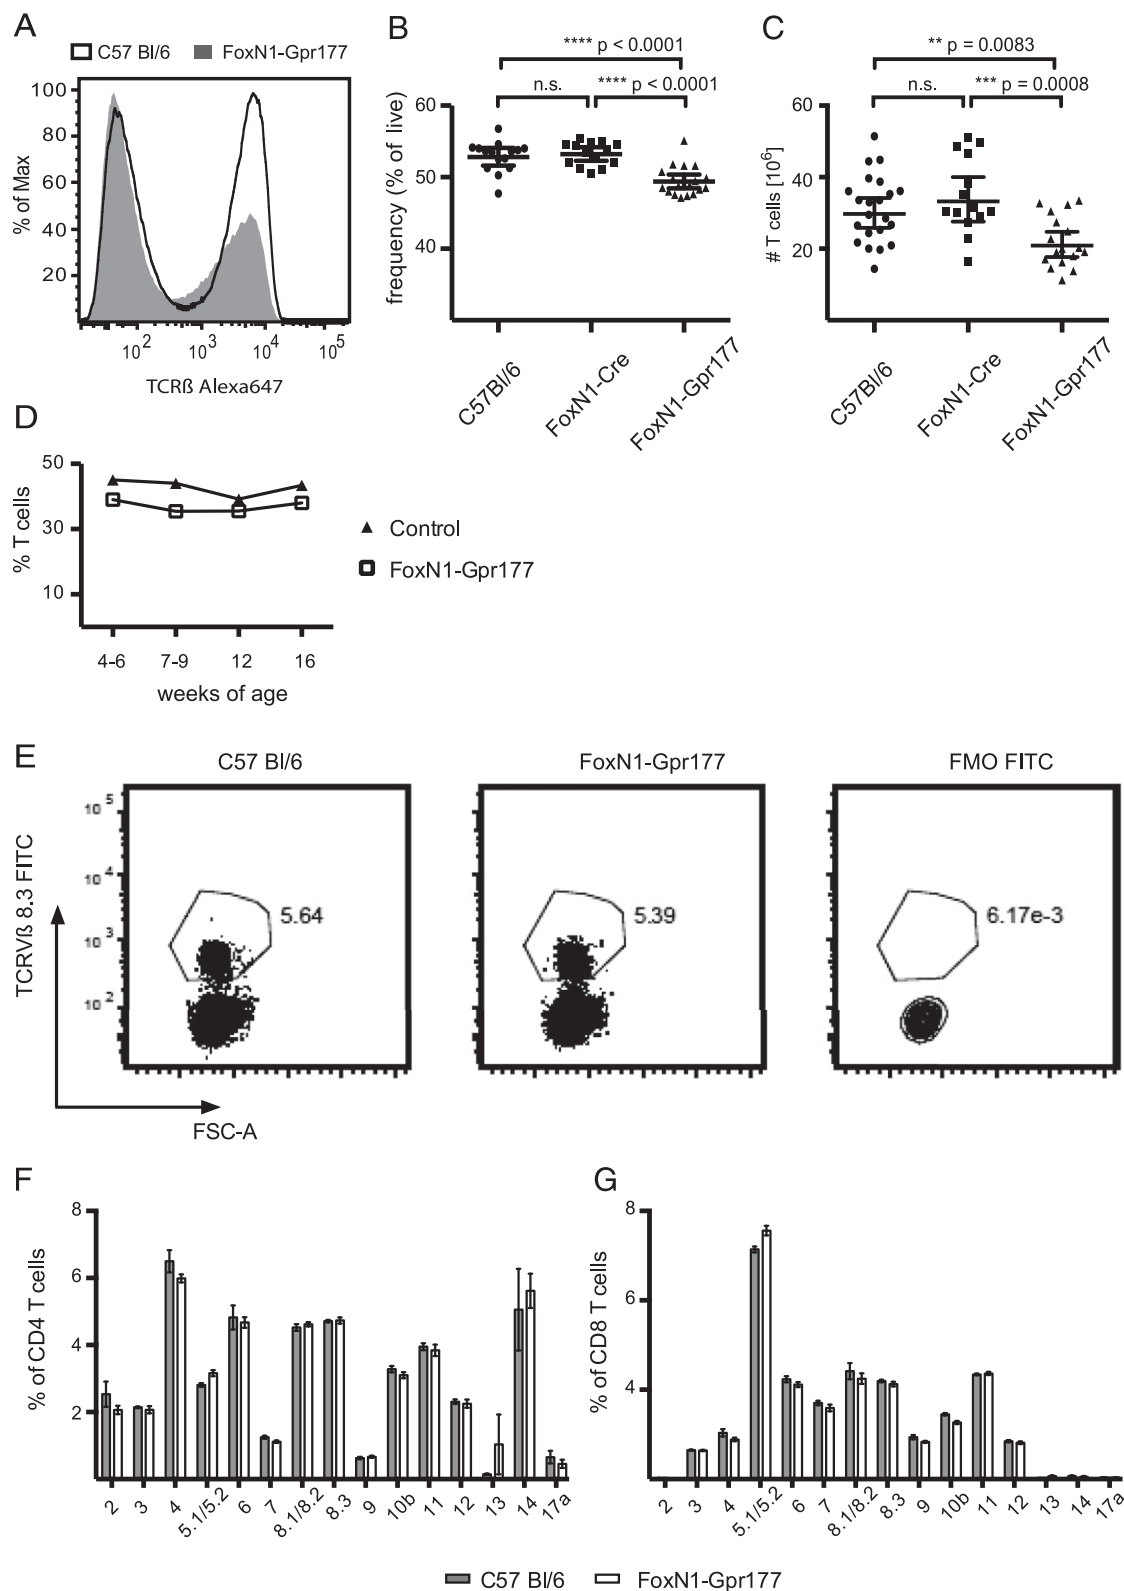 A
C57 Bl/6 FoxN1-Gpr177
% of Max
100
80
60
40
20
10^2 10^3 10^4 10^5
TCRß Alexa647
B
**** p < 0.0001
n.s. **** p < 0.0001
frequency (% of live)
60
50
40
C57Bl/6
FoxN1-Cre
FoxN1-Gpr177
C
** p = 0.0083
n.s. *** p = 0.0008
# T cells [10^6]
60
40
20
C57Bl/6
FoxN1-Cre
FoxN1-Gpr177
D
% T cells
50
30
10
4-6 7-9 12 16
weeks of age
Control
FoxN1-Gpr177
E
C57 Bl/6 FoxN1-Gpr177 FMO FITC
TCRVß 8.3 FITC
10^5
10^4
10^3
10^2
5.64 5.39 6.17e-3
FSC-A
F
% of CD4 T cells
8
6
4
2
2 3 4 5.1/5.2 6 7 8.1/8.2 8.3 9 10b 11 12 13 14 17a
G
% of CD8 T cells
8
6
4
2 3 4 5.1/5.2 6 7 8.1/8.2 8.3 9 10b 11 12 13 14 17a
C57 Bl/6 FoxN1-Gpr177